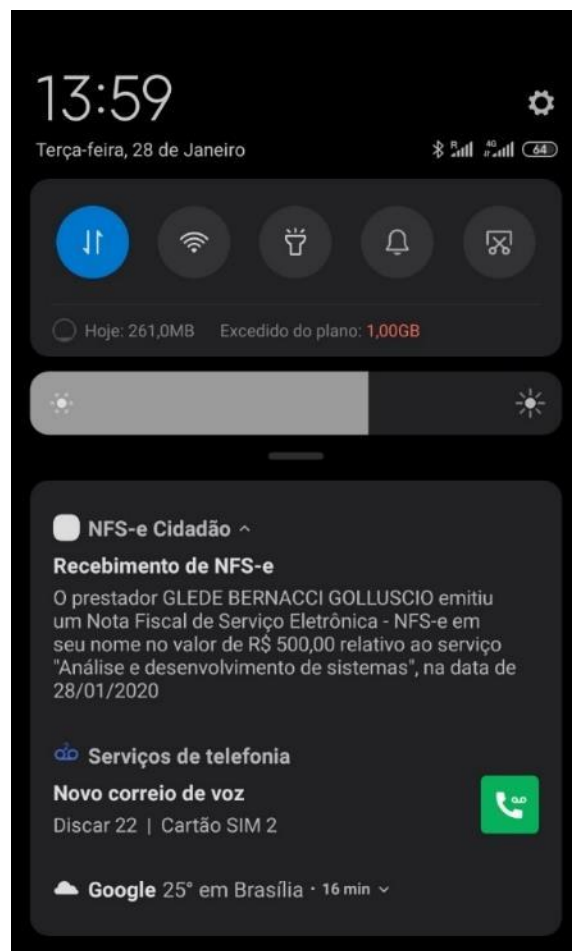 13:59
Terça-feira, 28 de Janeiro
R 4G 64
Hoje: 261,0MB Excedido do plano: 1,00GB
NFS-e Cidadão
Recebimento de NFS-e
O prestador GLEDE BERNACCI GOLLUSCIO emitiu
um Nota Fiscal de Serviço Eletrônica - NFS-e em
seu nome no valor de R$ 500,00 relativo ao serviço
"Análise e desenvolvimento de sistemas", na data de
28/01/2020
Serviços de telefonia
Novo correio de voz
Discar 22 | Cartão SIM 2
Google 25° em Brasília · 16 min